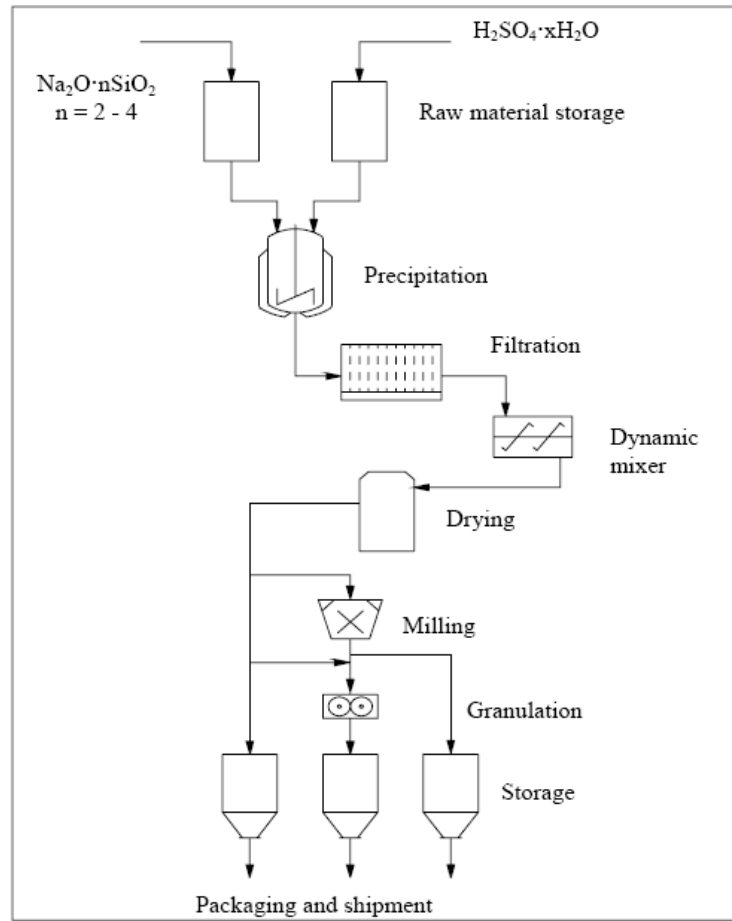 H₂SO₄·xH₂O
Na₂O·nSiO₂
n = 2 - 4
Raw material storage
Precipitation
Filtration
Dynamic
mixer
Drying
Milling
Granulation
Storage
Packaging and shipment